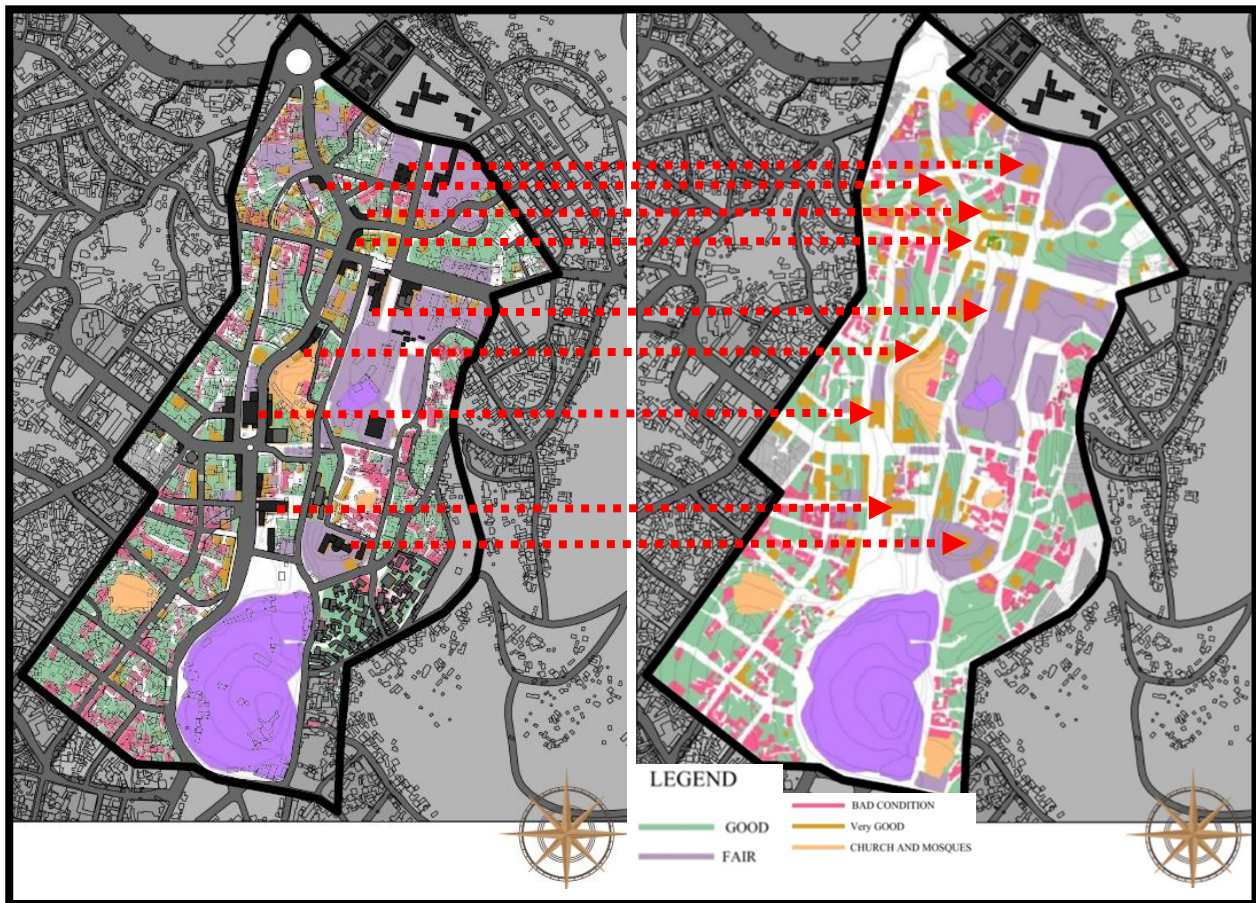 LEGEND
GOOD
FAIR
BAD CONDITION
Very GOOD
CHURCH AND MOSQUES